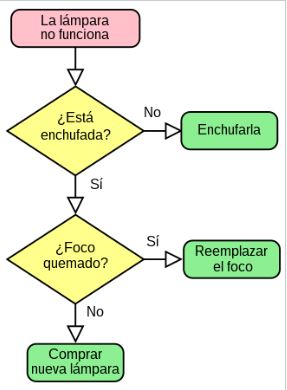 La lámpara
no funciona
¿Está
enchufada?
No
Enchufarla
Sí
¿Foco
quemado?
Sí
Reemplazar
el foco
No
Comprar
nueva lámpara